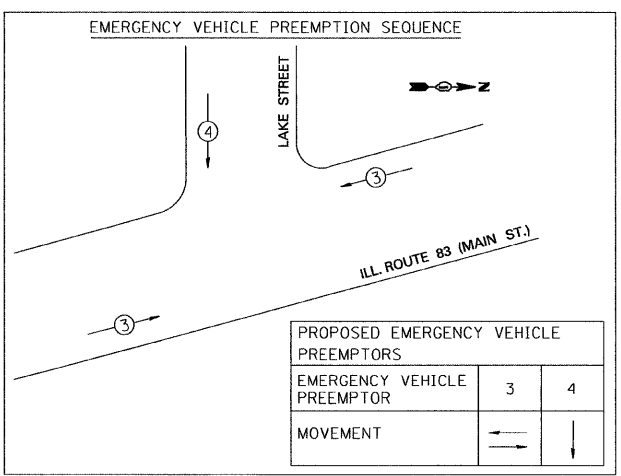 EMERGENCY VEHICLE PREEMPTION SEQUENCE
LAKE STREET
N
4
3
ILL. ROUTE 83 (MAIN ST.)
3
PROPOSED EMERGENCY VEHICLE
PREEMPTORS
EMERGENCY VEHICLE
PREEMPTOR
3
4
MOVEMENT